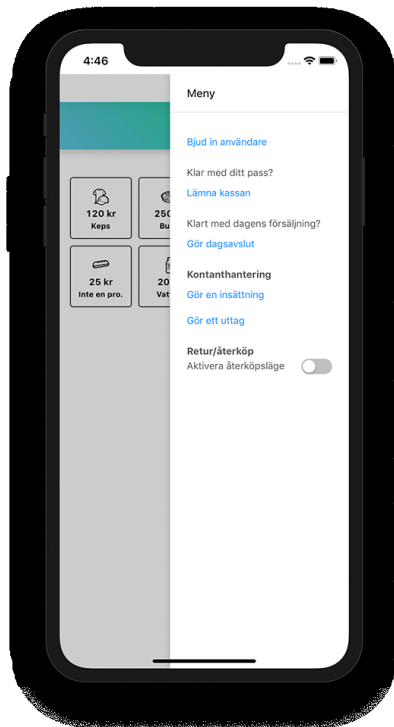 4:46
Meny
Bjud in användare
Klar med ditt pass?
Lämna kassan
Klart med dagens försäljning?
Gör dagsavslut
Kontanthantering
Gör en insättning
Gör ett uttag
Retur/återköp
Aktivera återköpsläge
120 kr
Keps
25 kr
Inte en pro.